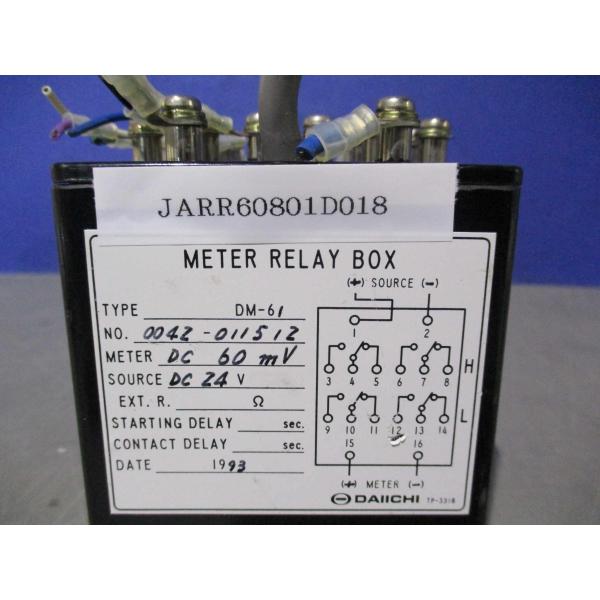 JARR60801D018
METER RELAY BOX
TYPE DM-61
NO. 0042-011512
METER DC 60 mV
SOURCE DC 24 V
EXT. R. Ω
STARTING DELAY sec.
CONTACT DELAY sec.
DATE 1993
(+) SOURCE (-)
1 2
3 4 5 6 7 8 H
9 10 11 12 13 14 L
15 16
(+) METER (-)
DAIICHI TP-3318